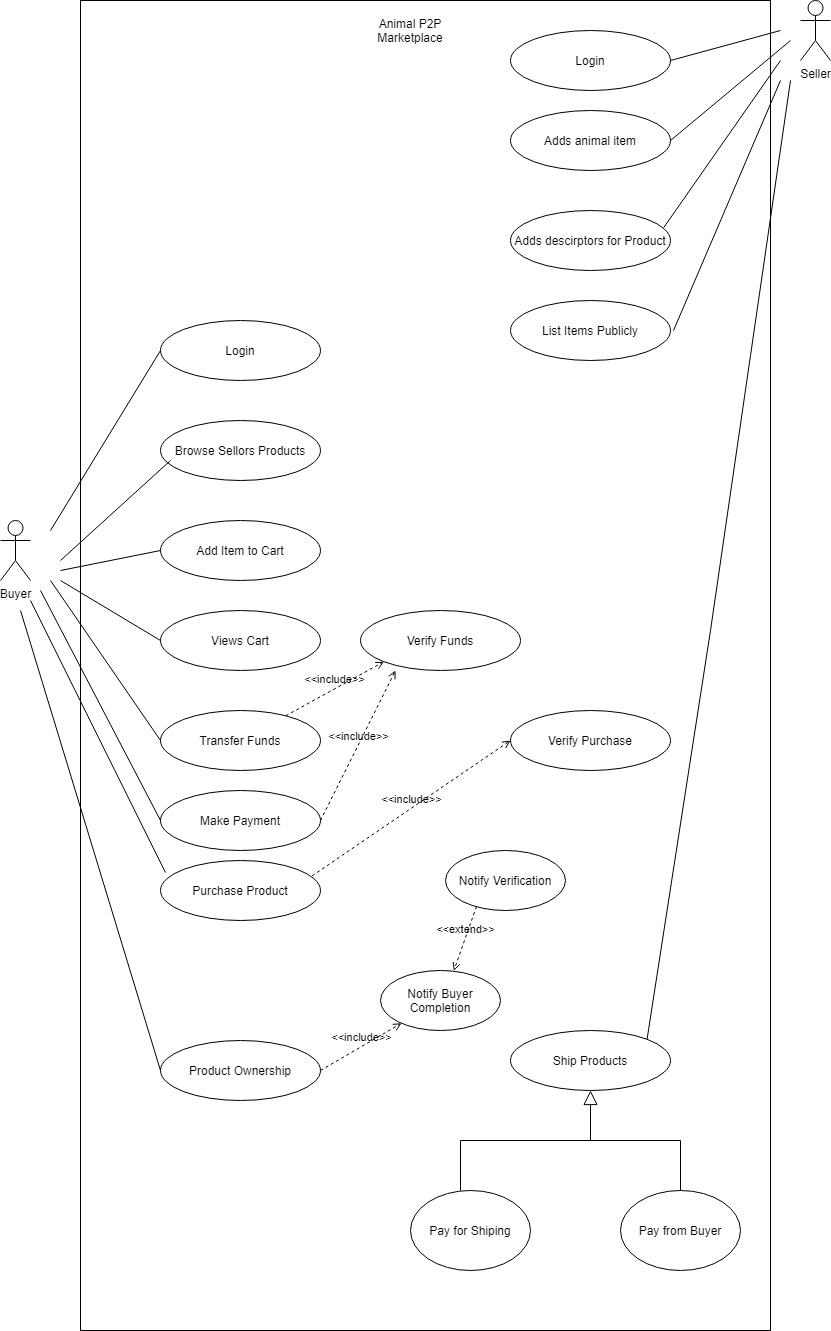 Animal P2P
Marketplace
Seller
Login
Adds animal item
Adds descirptors for Product
List Items Publicly
Login
Browse Sellors Products
Add Item to Cart
Buyer
Views Cart
Verify Funds
<<include>>
Transfer Funds
<<include>>
Verify Purchase
<<include>>
Make Payment
Purchase Product
Notify Verification
<<extend>>
Notify Buyer
Completion
<<include>>
Product Ownership
Ship Products
Pay for Shiping
Pay from Buyer